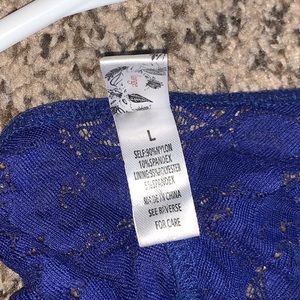 L
SELF:90%NYLON
10%SPANDEX
LINING:95%POLYESTER
5%SPANDEX
MADE IN CHINA
SEE REVERSE
FOR CARE